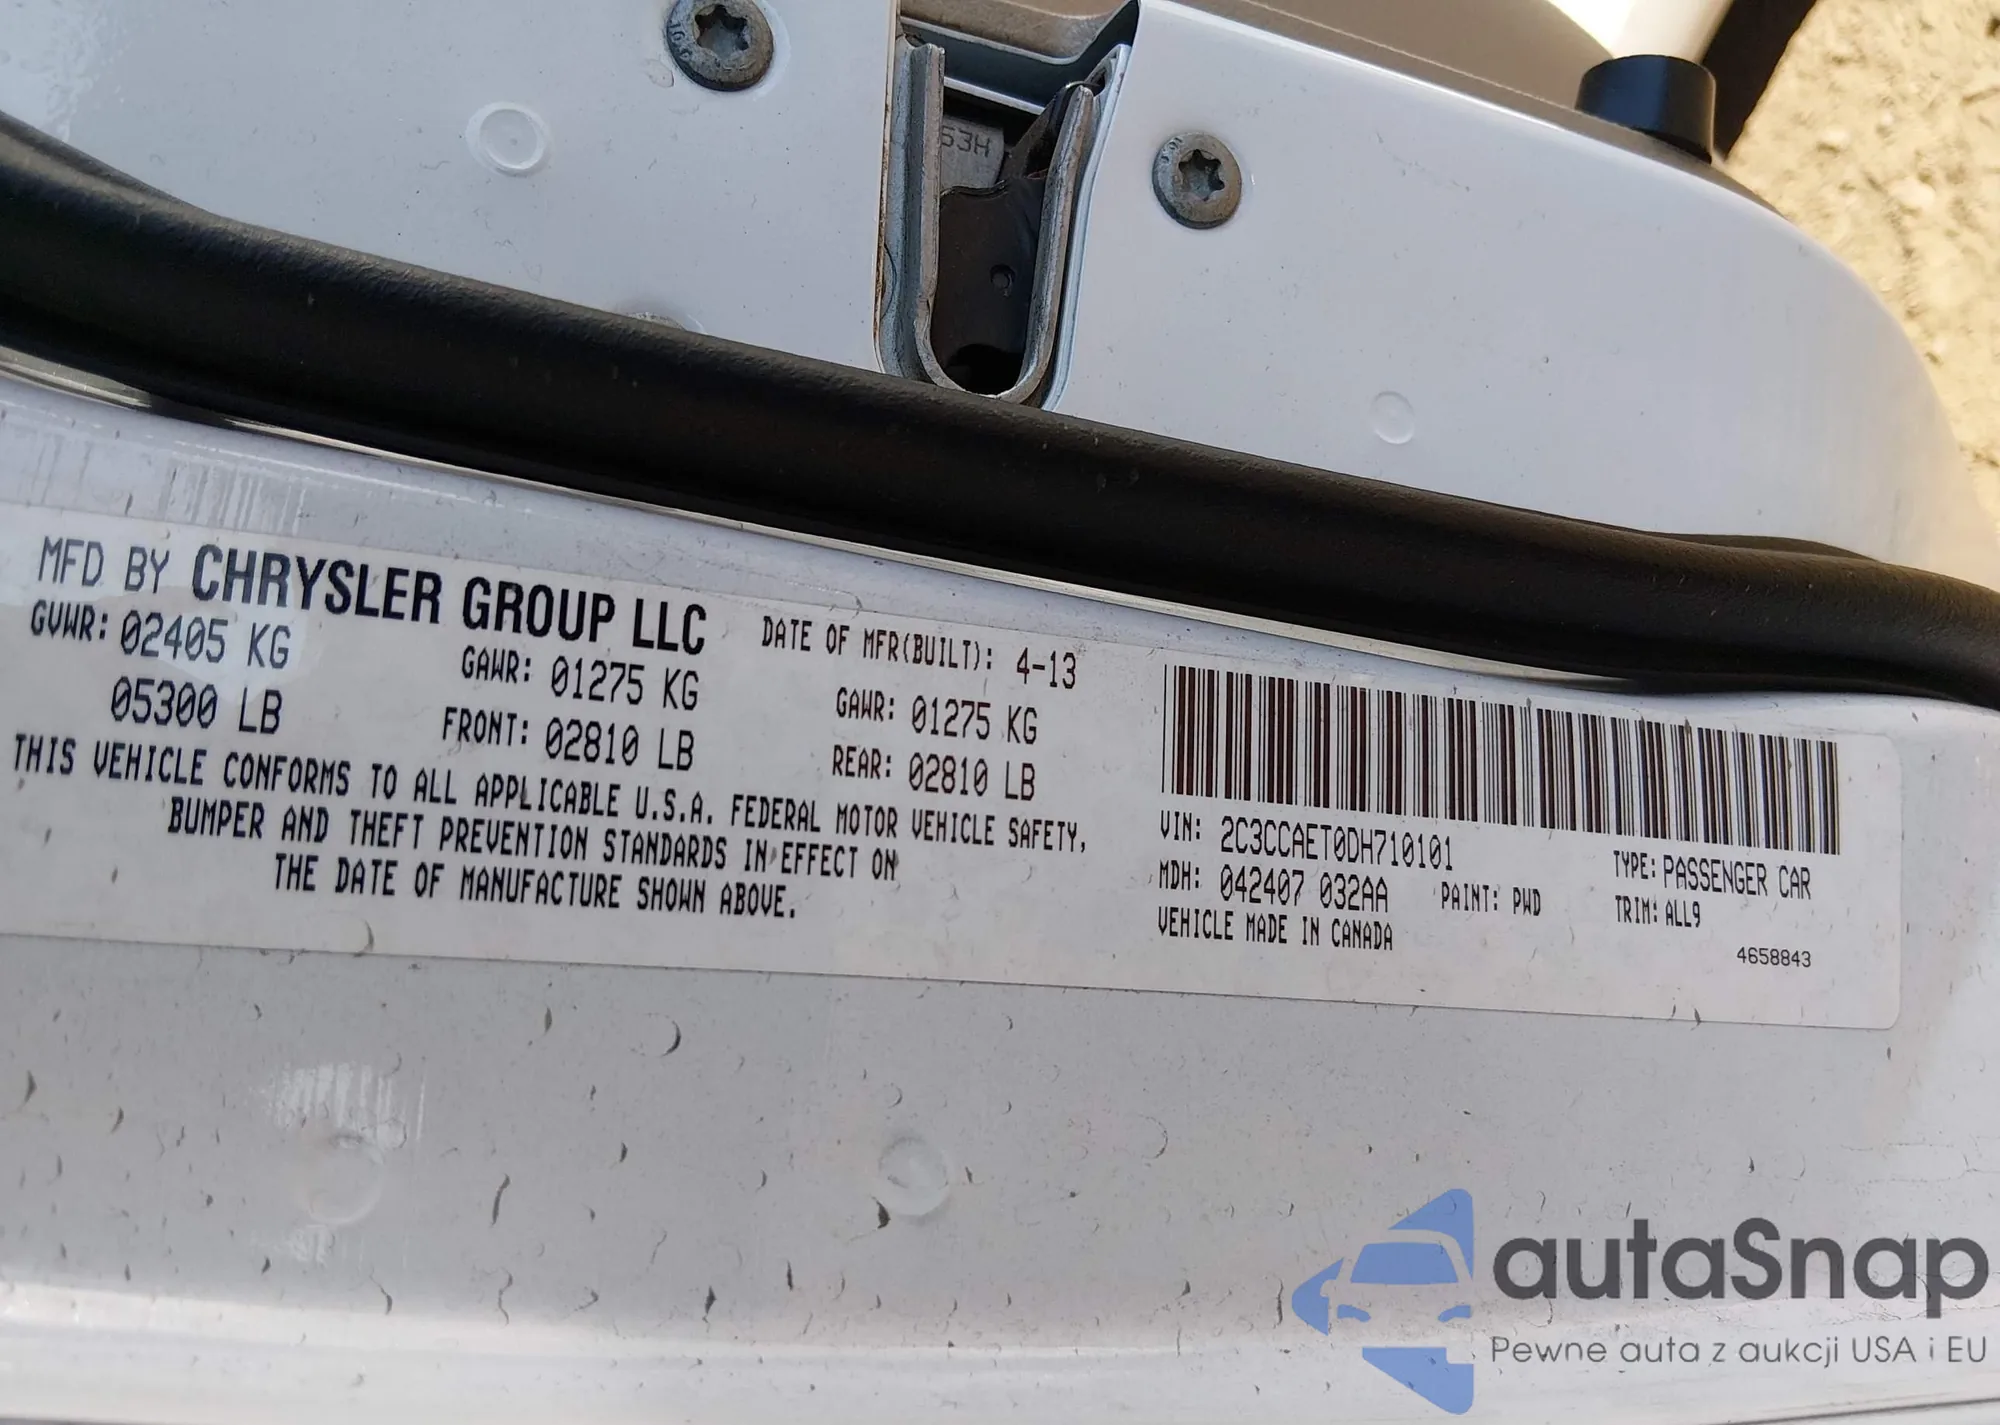 53H
MFD BY CHRYSLER GROUP LLC DATE OF MFR(BUILT): 4-13
GVWR: 02405 KG GAWR: 01275 KG GAWR: 01275 KG
05300 LB FRONT: 02810 LB REAR: 02810 LB
THIS VEHICLE CONFORMS TO ALL APPLICABLE U.S.A. FEDERAL MOTOR VEHICLE SAFETY,
BUMPER AND THEFT PREVENTION STANDARDS IN EFFECT ON
THE DATE OF MANUFACTURE SHOWN ABOVE.
VIN: 2C3CCAET0DH710101 TYPE: PASSENGER CAR
MDH: 042407 032AA PAINT: PWD TRIM: ALL9
VEHICLE MADE IN CANADA
4658843
autaSnap
Pewne auta z aukcji USA i EU